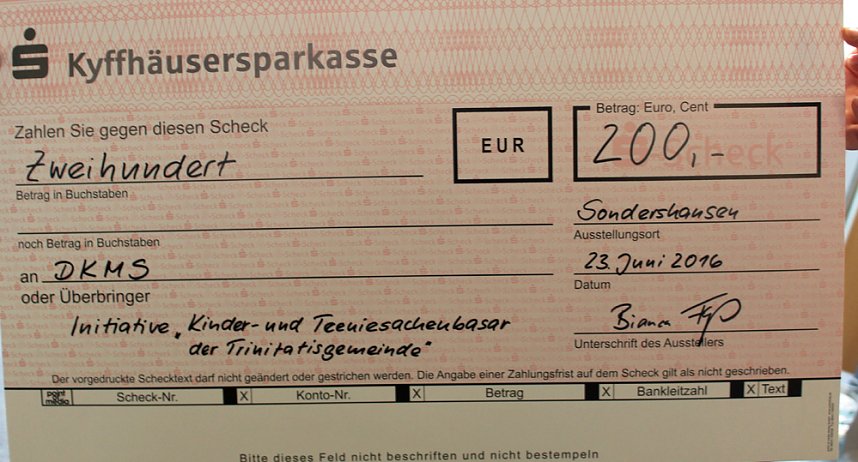 Kyffhäusersparkasse
Betrag: Euro, Cent
Zahlen Sie gegen diesen Scheck
EUR
200,-
Scheck
Zweihundert
Betrag in Buchstaben
Sondershausen
Ausstellungsort
noch Betrag in Buchstaben
an DKMS
23. Juni 2016
Datum
oder Überbringer
Initiative „Kinder- und Teeniesachenbasar
der Trinitatisgemeinde"
Bianca
Unterschrift des Ausstellers
Der vorgedruckte Schecktext darf nicht geändert oder gestrichen werden. Die Angabe einer Zahlungsfrist auf dem Scheck gilt als nicht geschrieben.
point media Scheck-Nr. X Konto-Nr. X Betrag X Bankleitzahl X Text
Bitte dieses Feld nicht beschriften und nicht bestempeln